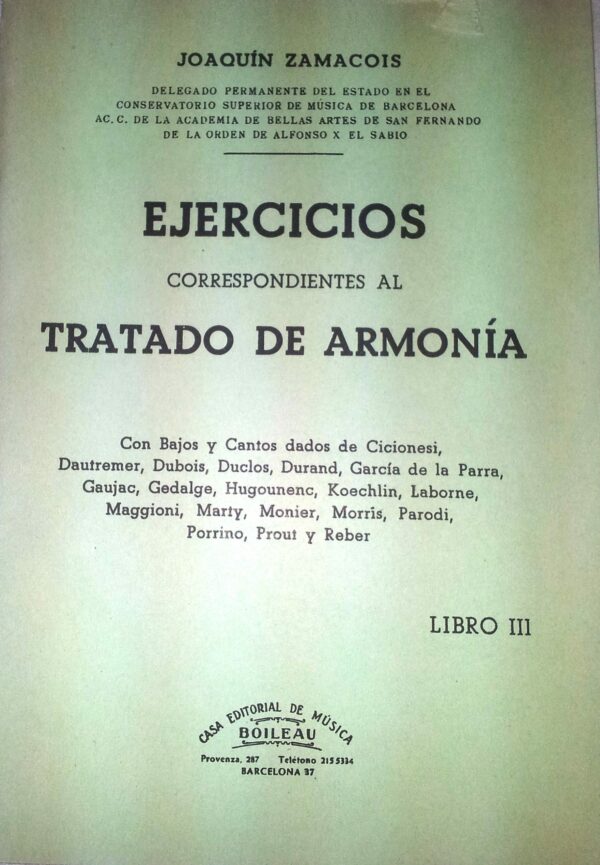 JOAQUÍN ZAMACOIS
DELEGADO PERMANENTE DEL ESTADO EN EL
CONSERVATORIO SUPERIOR DE MÚSICA DE BARCELONA
AC. C. DE LA ACADEMIA DE BELLAS ARTES DE SAN FERNANDO
DE LA ORDEN DE ALFONSO X EL SABIO
EJERCICIOS
CORRESPONDIENTES AL
TRATADO DE ARMONÍA
Con Bajos y Cantos dados de Cicionesi,
Dautremer, Dubois, Duclos, Durand, García de la Parra,
Gaujac, Gedalge, Hugounenc, Koechlin, Laborne,
Maggioni, Marty, Monier, Morris, Parodi,
Porrino, Prout y Reber
LIBRO III
CASA EDITORIAL DE MÚSICA
BOILEAU
Provenza, 287 Teléfono 2155334
BARCELONA 37